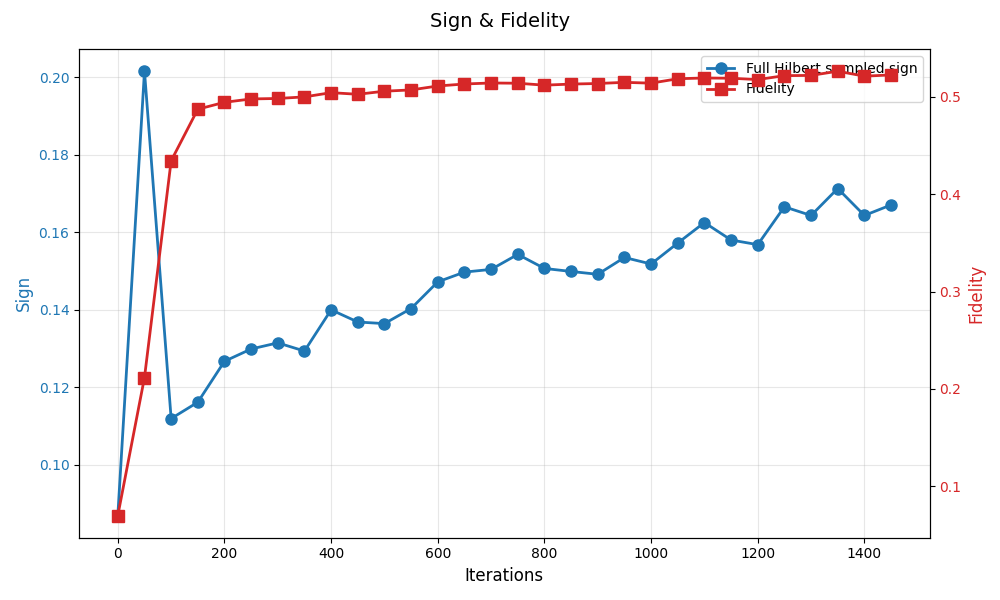 Sign & Fidelity
Full Hilbert sampled sign
Fidelity
0.20
0.18
0.16
0.14
0.12
0.10
Sign
0.5
0.4
0.3
0.2
0.1
Fidelity
0 200 400 600 800 1000 1200 1400
Iterations